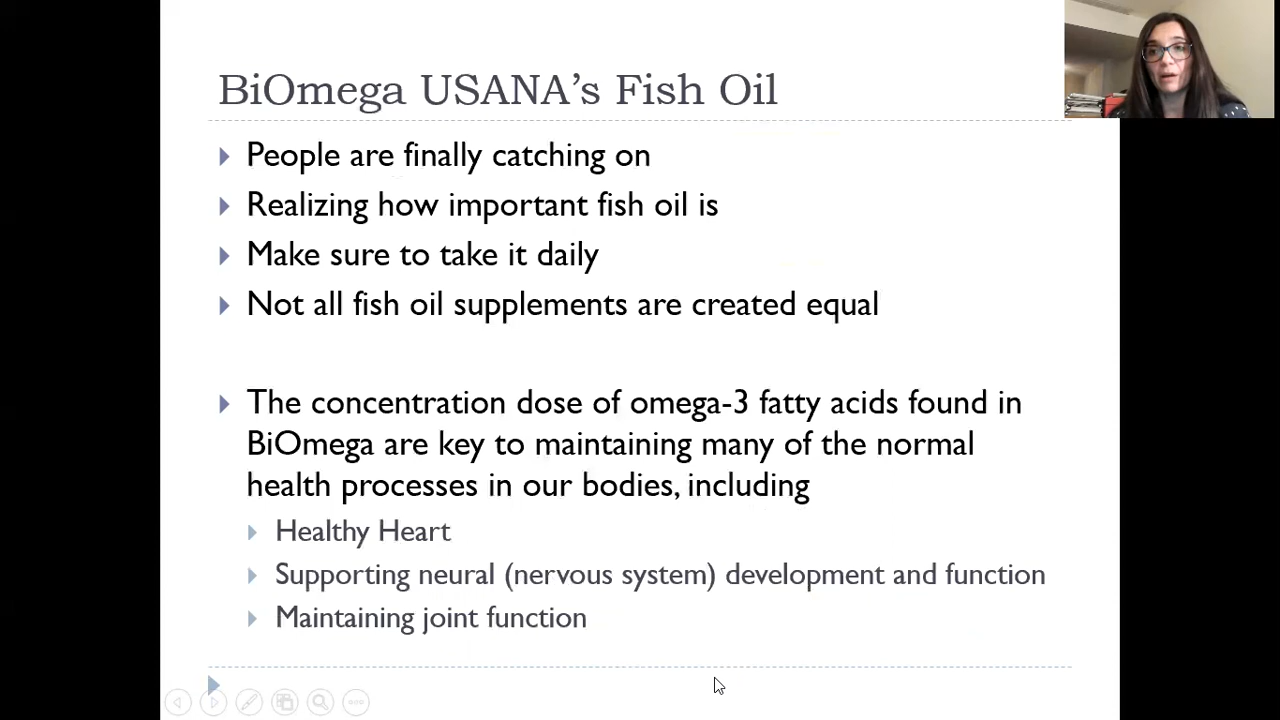 BiOmega USANA’s Fish Oil
People are finally catching on
Realizing how important fish oil is
Make sure to take it daily
Not all fish oil supplements are created equal
The concentration dose of omega-3 fatty acids found in
BiOmega are key to maintaining many of the normal
health processes in our bodies, including
Healthy Heart
Supporting neural (nervous system) development and function
Maintaining joint function